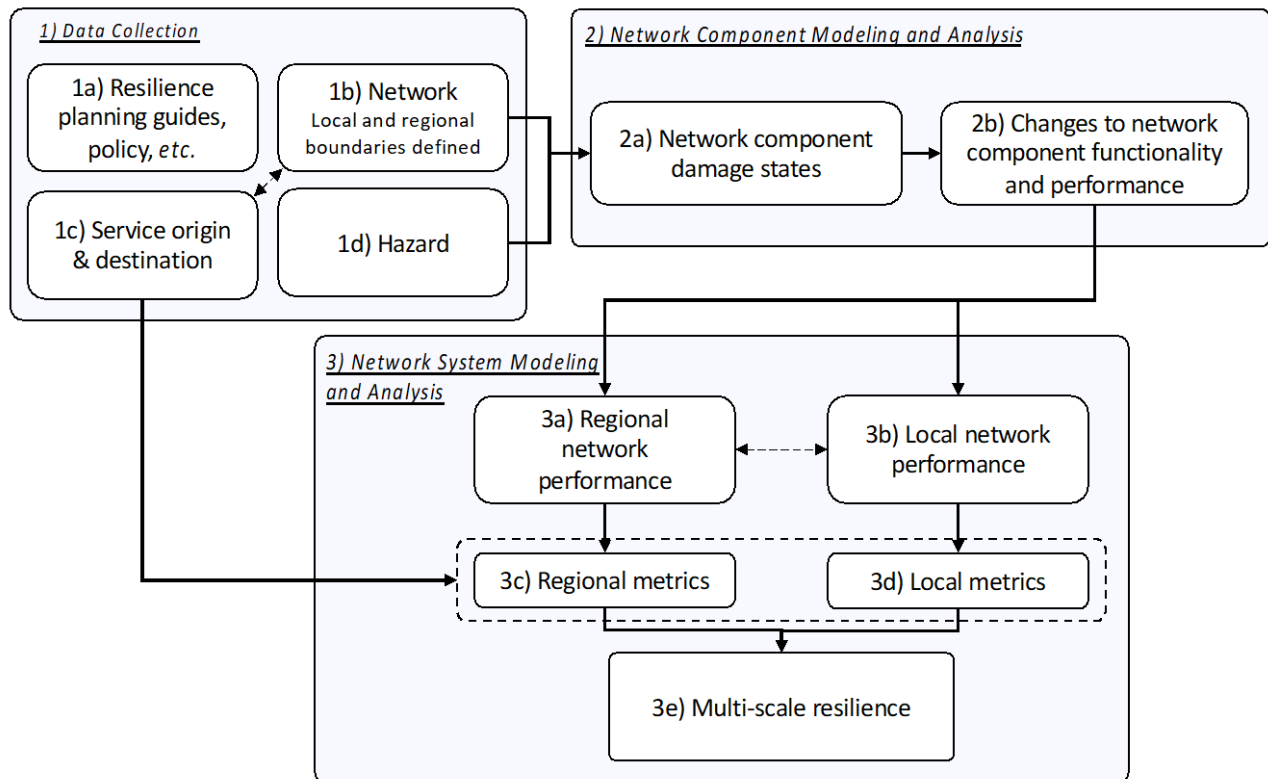 1) Data Collection
1a) Resilience
planning guides,
policy, etc.
1b) Network
Local and regional
boundaries defined
1c) Service origin
& destination
1d) Hazard
2) Network Component Modeling and Analysis
2a) Network component
damage states
2b) Changes to network
component functionality
and performance
3) Network System Modeling
and Analysis
3a) Regional
network
performance
3b) Local network
performance
3c) Regional metrics
3d) Local metrics
3e) Multi-scale resilience